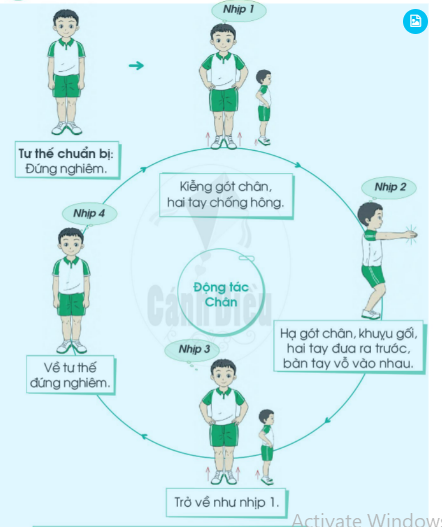 Nhịp 1
Tư thế chuẩn bị:
Đứng nghiêm.
Kiễng gót chân,
hai tay chống hông.
Nhịp 2
Nhịp 4
Động tác
Chân
Cánh Diều
Hạ gót chân, khuỵu gối,
hai tay đưa ra trước,
bàn tay vỗ vào nhau.
Nhịp 3
Về tư thế
đứng nghiêm.
Trở về như nhịp 1.
Activate Windows